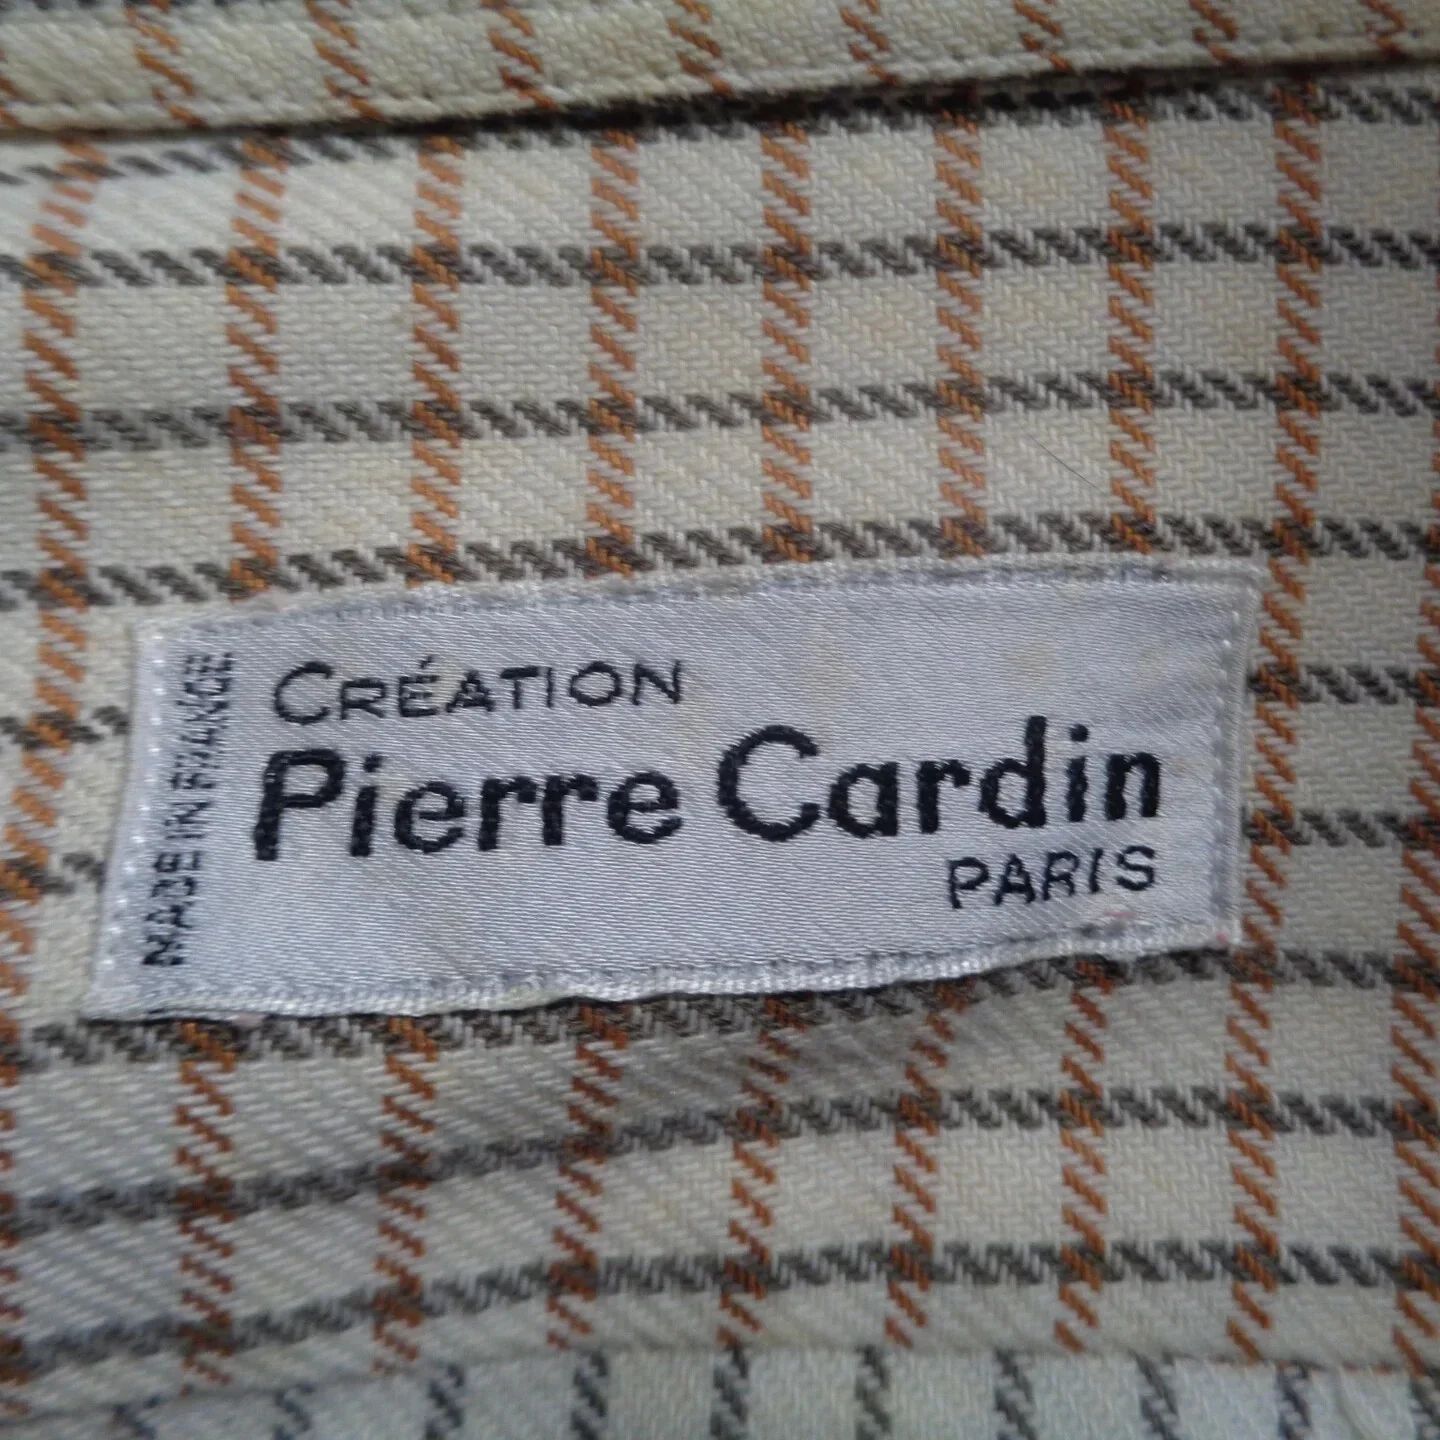 CRÉATION
Pierre Cardin
PARIS
MADE IN FRANCE